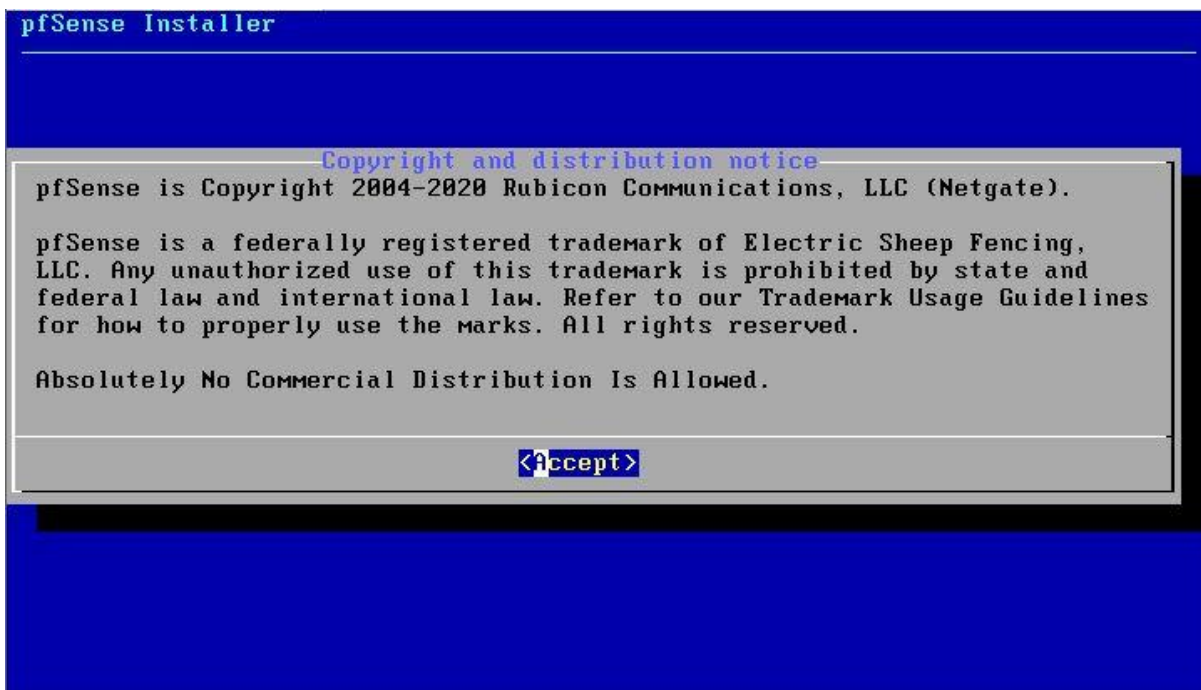 pfSense Installer
Copyright and distribution notice
pfSense is Copyright 2004-2020 Rubicon Communications, LLC (Netgate).
pfSense is a federally registered trademark of Electric Sheep Fencing,
LLC. Any unauthorized use of this trademark is prohibited by state and
federal law and international law. Refer to our Trademark Usage Guidelines
for how to properly use the marks. All rights reserved.
Absolutely No Commercial Distribution Is Allowed.
<Accept>